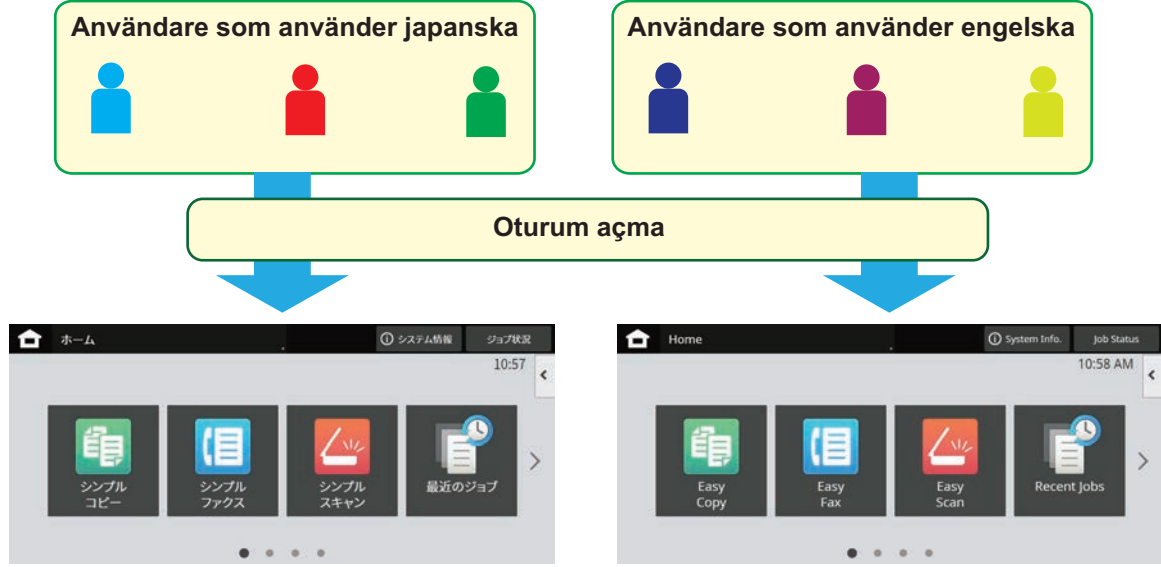 Användare som använder japanska
Användare som använder engelska
Oturum açma
ホーム
システム情報
ジョブ状況
10:57
シンプル
コピー
シンプル
ファクス
シンプル
スキャン
最近のジョブ
Home
System Info.
Job Status
10:58 AM
Easy
Copy
Easy
Fax
Easy
Scan
Recent Jobs